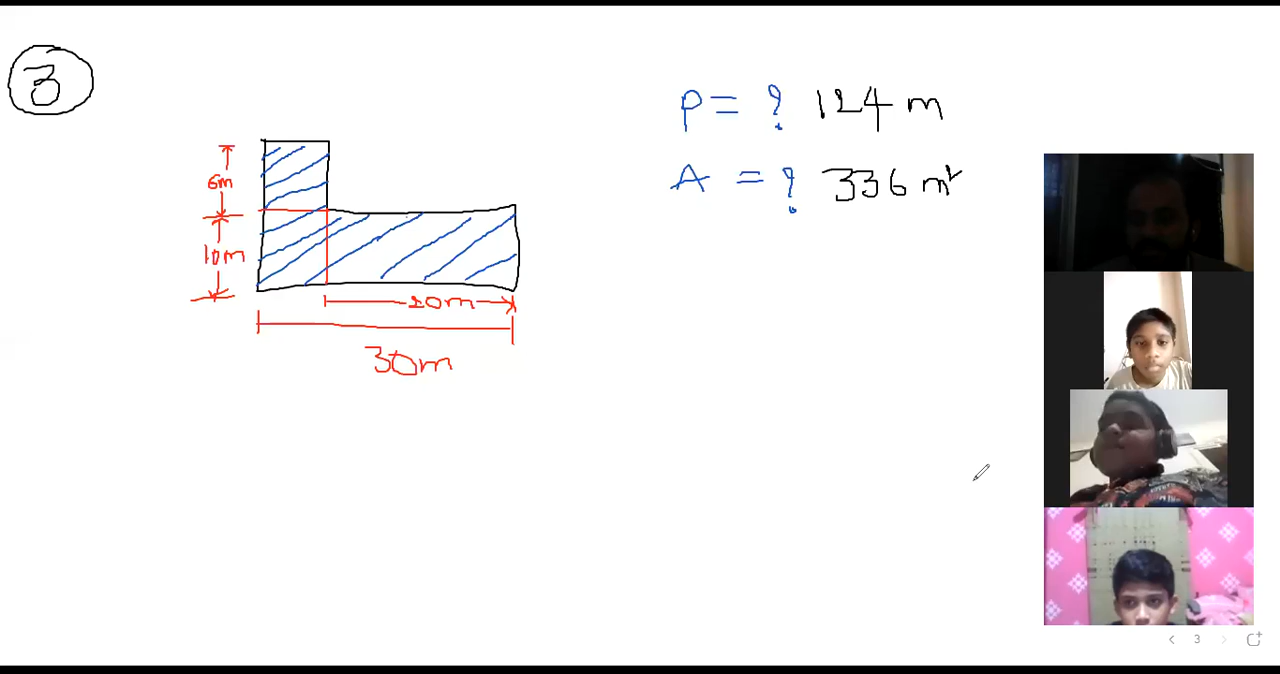 3
P = ? 124 m
A = ? 336 m²
6m
10m
20m
30m
3